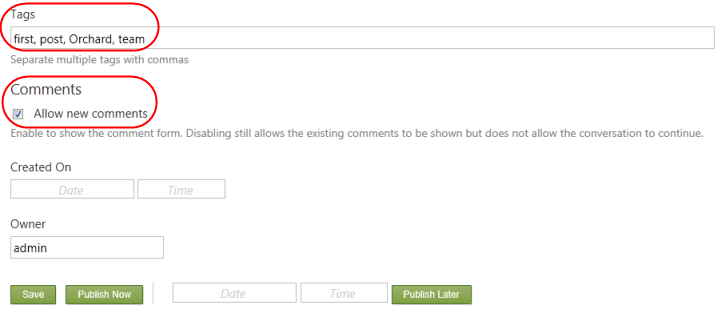 Tags
first, post, Orchard, team
Separate multiple tags with commas
Comments
Allow new comments
Enable to show the comment form. Disabling still allows the existing comments to be shown but does not allow the conversation to continue.
Created On
Date Time
Owner
admin
Save Publish Now Date Time Publish Later